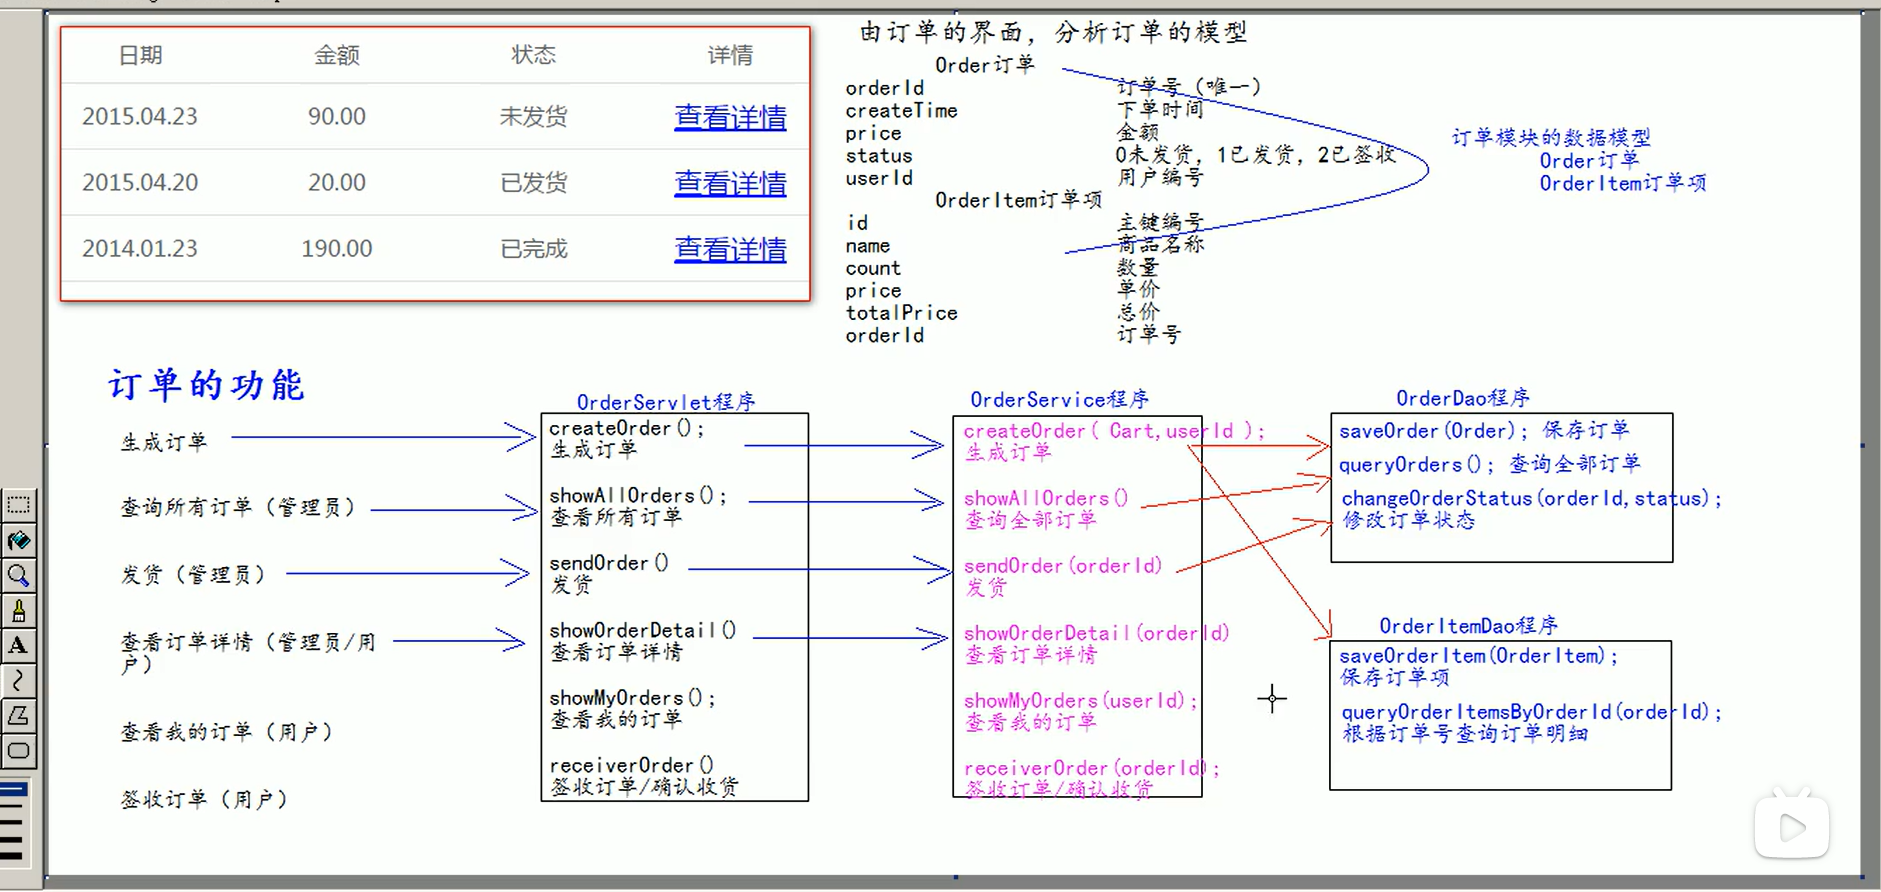 日期 金额 状态 详情
2015.04.23 90.00 未发货 查看详情
2015.04.20 20.00 已发货 查看详情
2014.01.23 190.00 已完成 查看详情
由订单的界面，分析订单的模型
Order订单
orderId 订单号（唯一）
createTime 下单时间
price 金额
status 0未发货，1已发货，2已签收
userId 用户编号
OrderItem订单项
id 主键编号
name 商品名称
count 数量
price 单价
totalPrice 总价
orderId 订单号
订单模块的数据模型
Order订单
OrderItem订单项
订单的功能
生成订单
查询所有订单（管理员）
发货（管理员）
查看订单详情（管理员/用
户）
查看我的订单（用户）
签收订单（用户）
OrderServlet程序
createOrder();
生成订单
showAllOrders();
查看所有订单
sendOrder()
发货
showOrderDetail()
查看订单详情
showMyOrders();
查看我的订单
receiverOrder()
签收订单/确认收货
OrderService程序
createOrder( Cart,userId );
生成订单
showAllOrders()
查询全部订单
sendOrder(orderId)
发货
showOrderDetail(orderId)
查看订单详情
showMyOrders(userId);
查看我的订单
receiverOrder(orderId);
签收订单/确认收货
OrderDao程序
saveOrder(Order); 保存订单
queryOrders(); 查询全部订单
changeOrderStatus(orderId,status);
修改订单状态
OrderItemDao程序
saveOrderItem(OrderItem);
保存订单项
queryOrderItemsByOrderId(orderId);
根据订单号查询订单明细
A